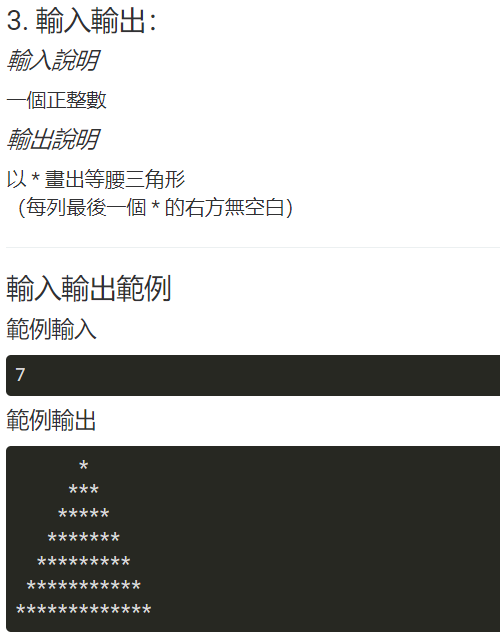 3. 輸入輸出：
輸入說明
一個正整數
輸出說明
以 * 畫出等腰三角形
（每列最後一個 * 的右方無空白）
輸入輸出範例
範例輸入
7
範例輸出
      *
     ***
    *****
   *******
  *********
 ***********
*************